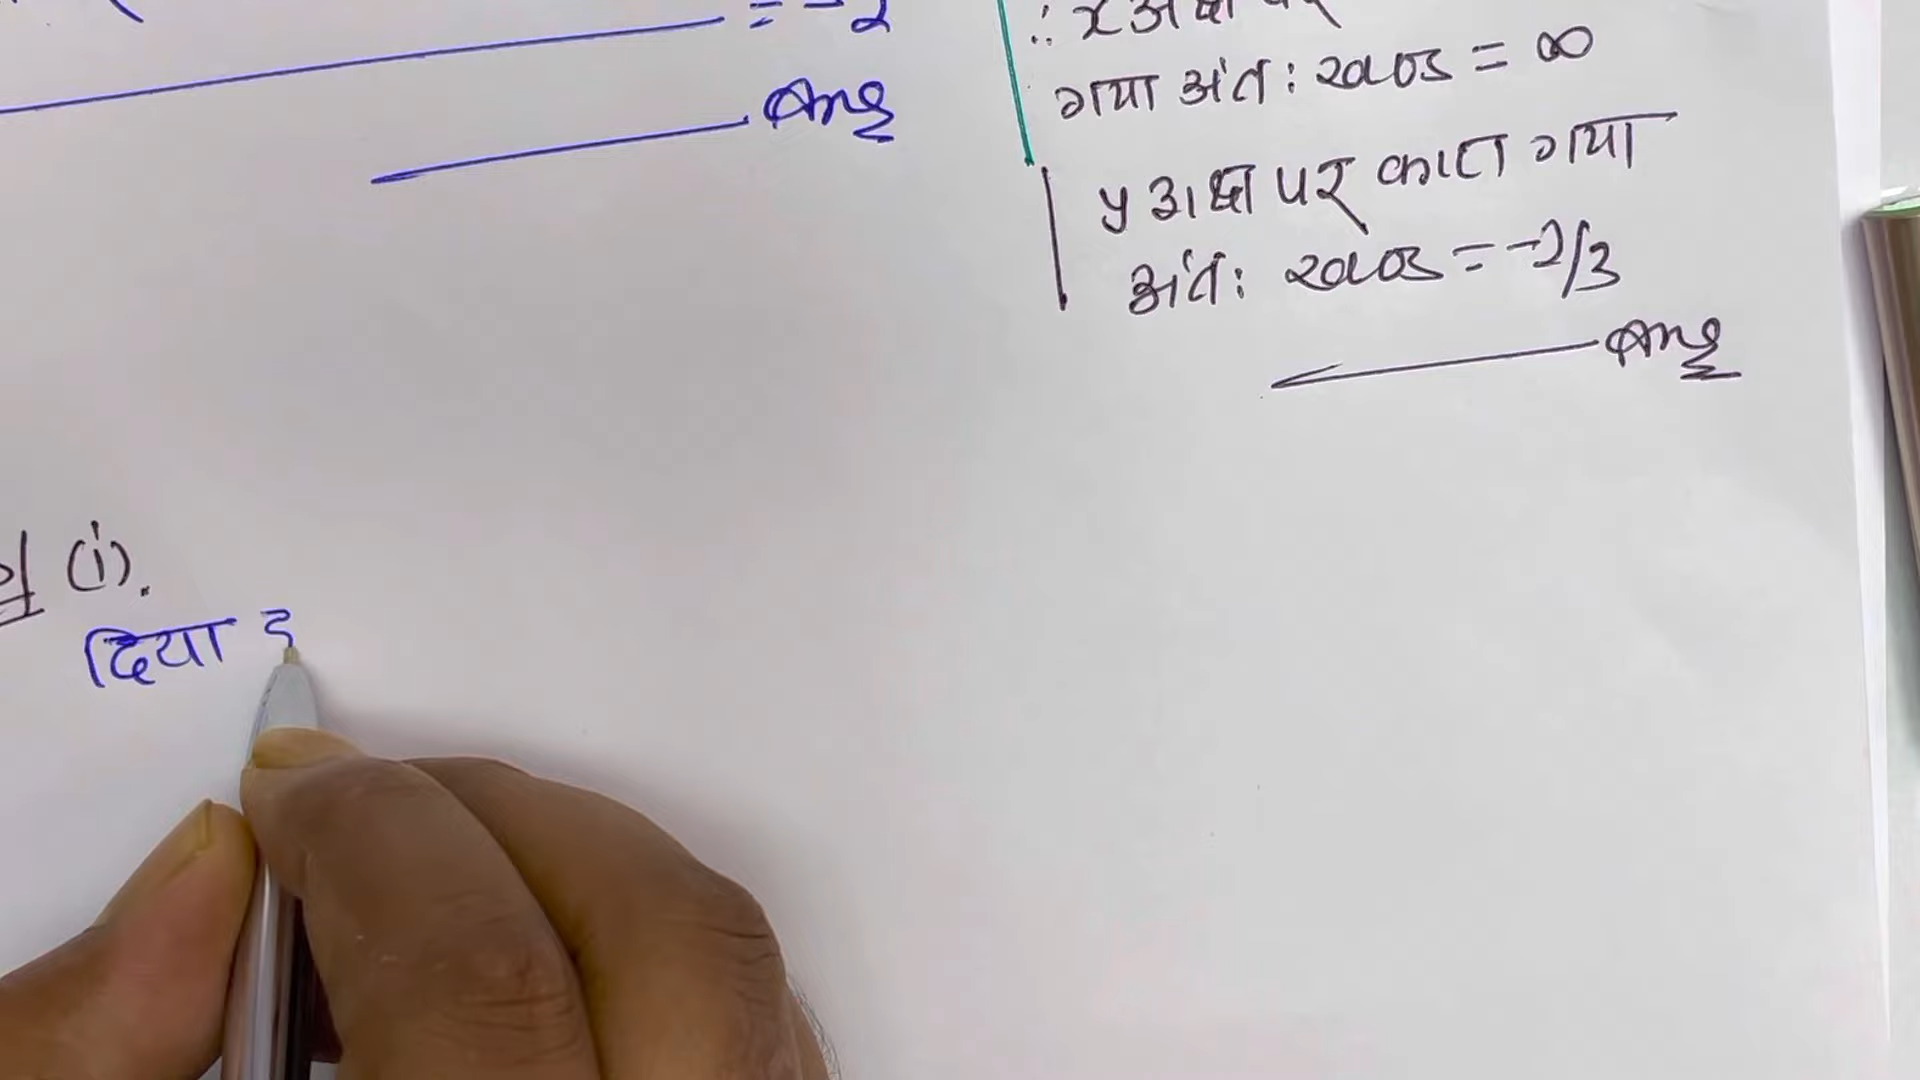 = -2
Ans
∴ x अक्ष पर
गया अंत: खण्ड = ∞
y अक्ष पर काटा गया
अंत: खण्ड = -2/3
Ans
(i).
दिया